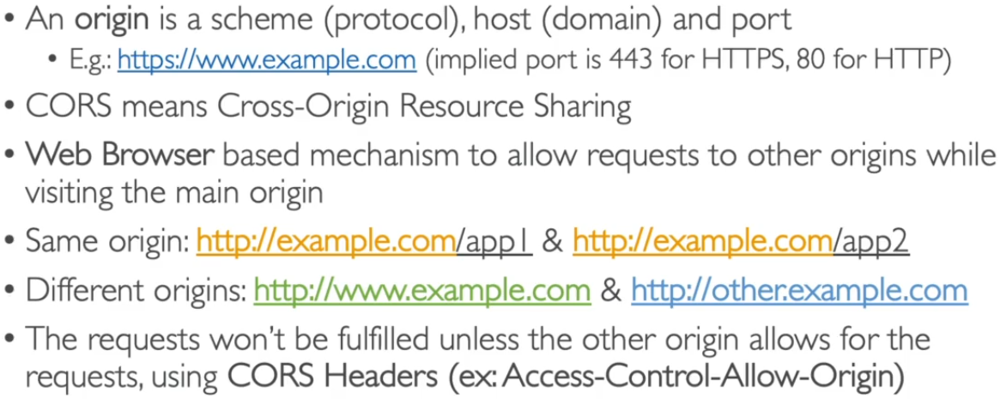 • An origin is a scheme (protocol), host (domain) and port
• E.g.: https://www.example.com (implied port is 443 for HTTPS, 80 for HTTP)
• CORS means Cross-Origin Resource Sharing
• Web Browser based mechanism to allow requests to other origins while
visiting the main origin
• Same origin: http://example.com/app1 & http://example.com/app2
• Different origins: http://www.example.com & http://other.example.com
• The requests won't be fulfilled unless the other origin allows for the
requests, using CORS Headers (ex: Access-Control-Allow-Origin)